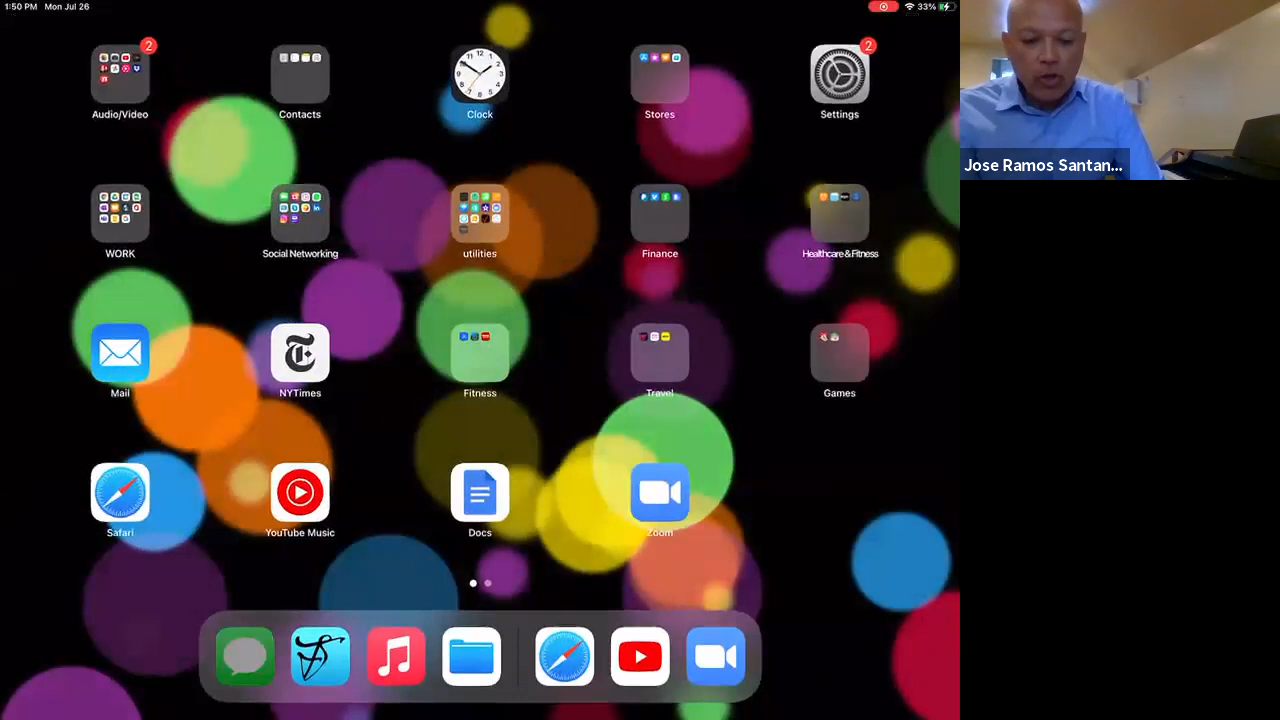 1:50 PM Mon Jul 26
33%
2
2
Audio/Video
Contacts
Clock
Stores
Settings
WORK
Social Networking
utilities
Finance
Healthcare & Fitness
Mail
NYTimes
Fitness
Travel
Games
Safari
YouTube Music
Docs
Zoom
Jose Ramos Santan...